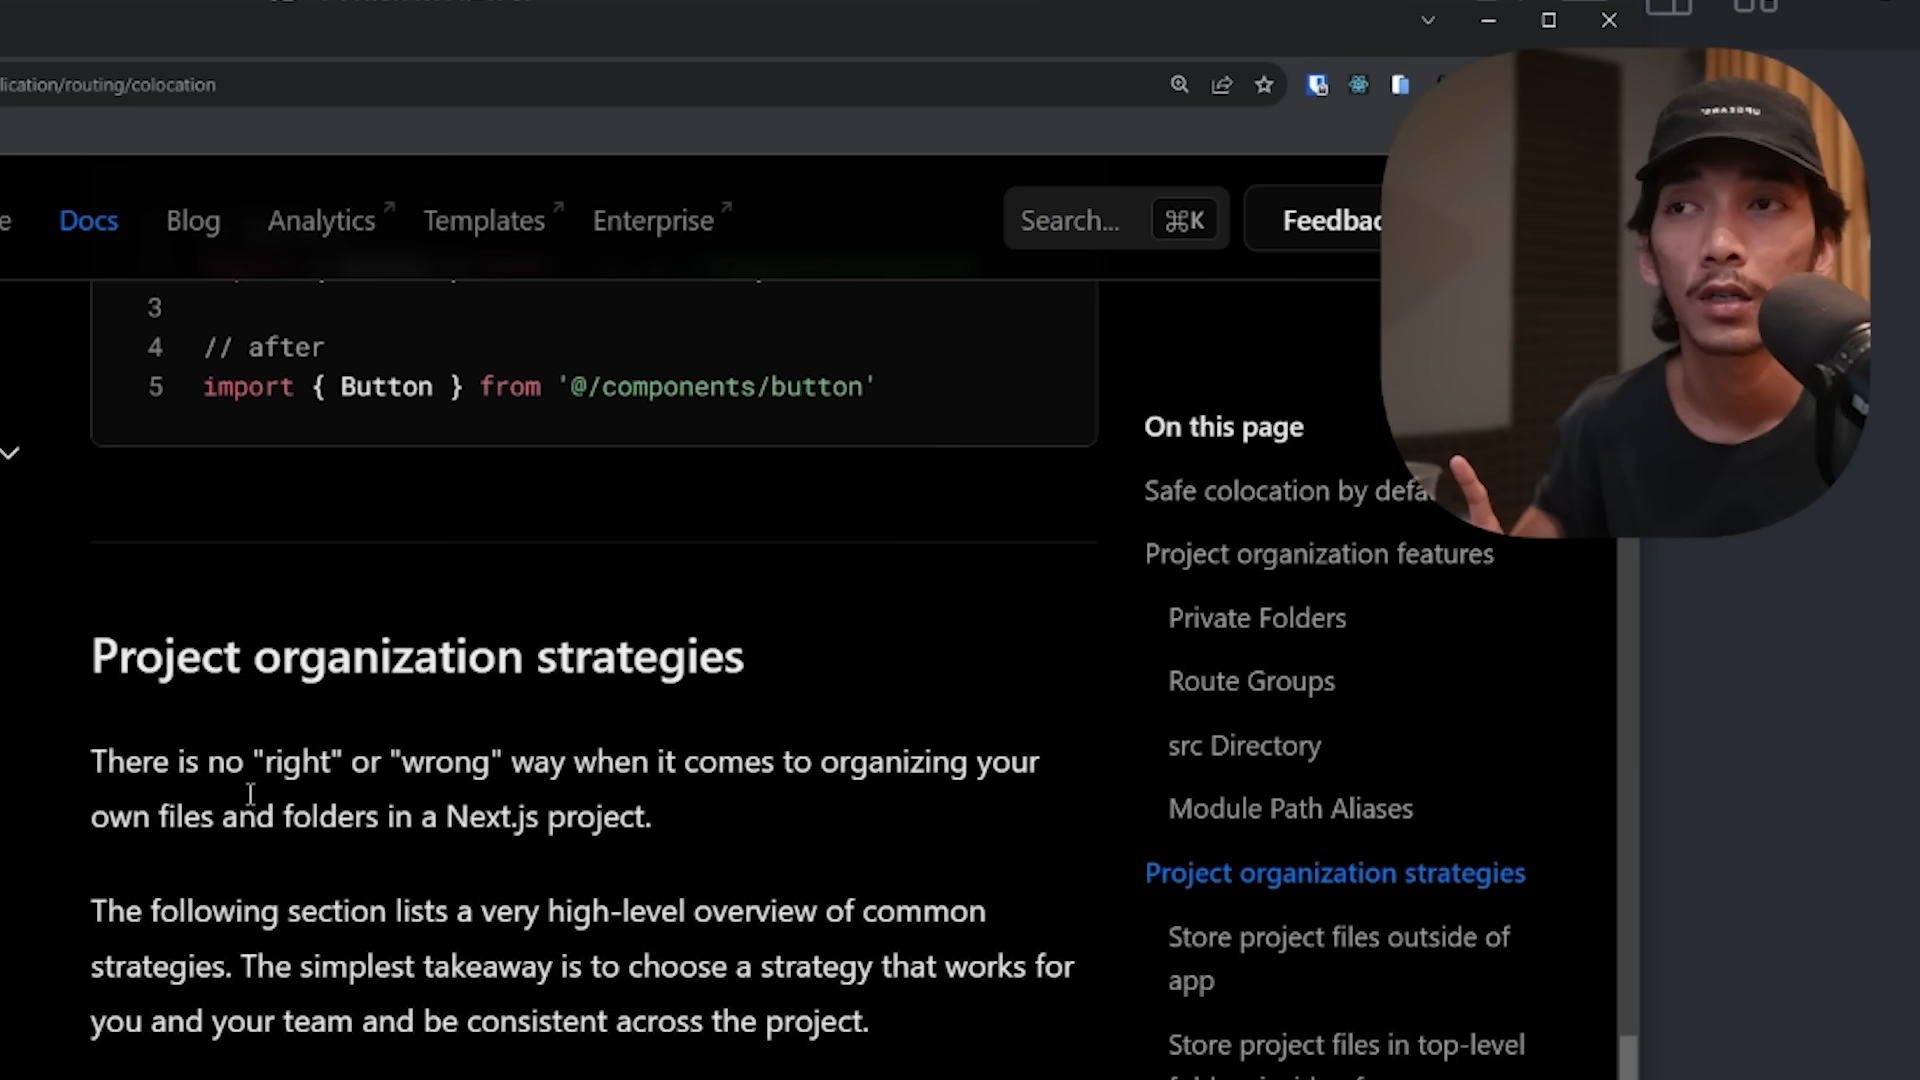 lication/routing/colocation
e Docs Blog Analytics Templates Enterprise Search... ⌘K Feedbac
3
4 // after
5 import { Button } from '@/components/button'
On this page
Safe colocation by defa
Project organization features
Private Folders
Route Groups
src Directory
Module Path Aliases
Project organization strategies
Store project files outside of
app
Store project files in top-level
Project organization strategies
There is no "right" or "wrong" way when it comes to organizing your
own files and folders in a Next.js project.
The following section lists a very high-level overview of common
strategies. The simplest takeaway is to choose a strategy that works for
you and your team and be consistent across the project.